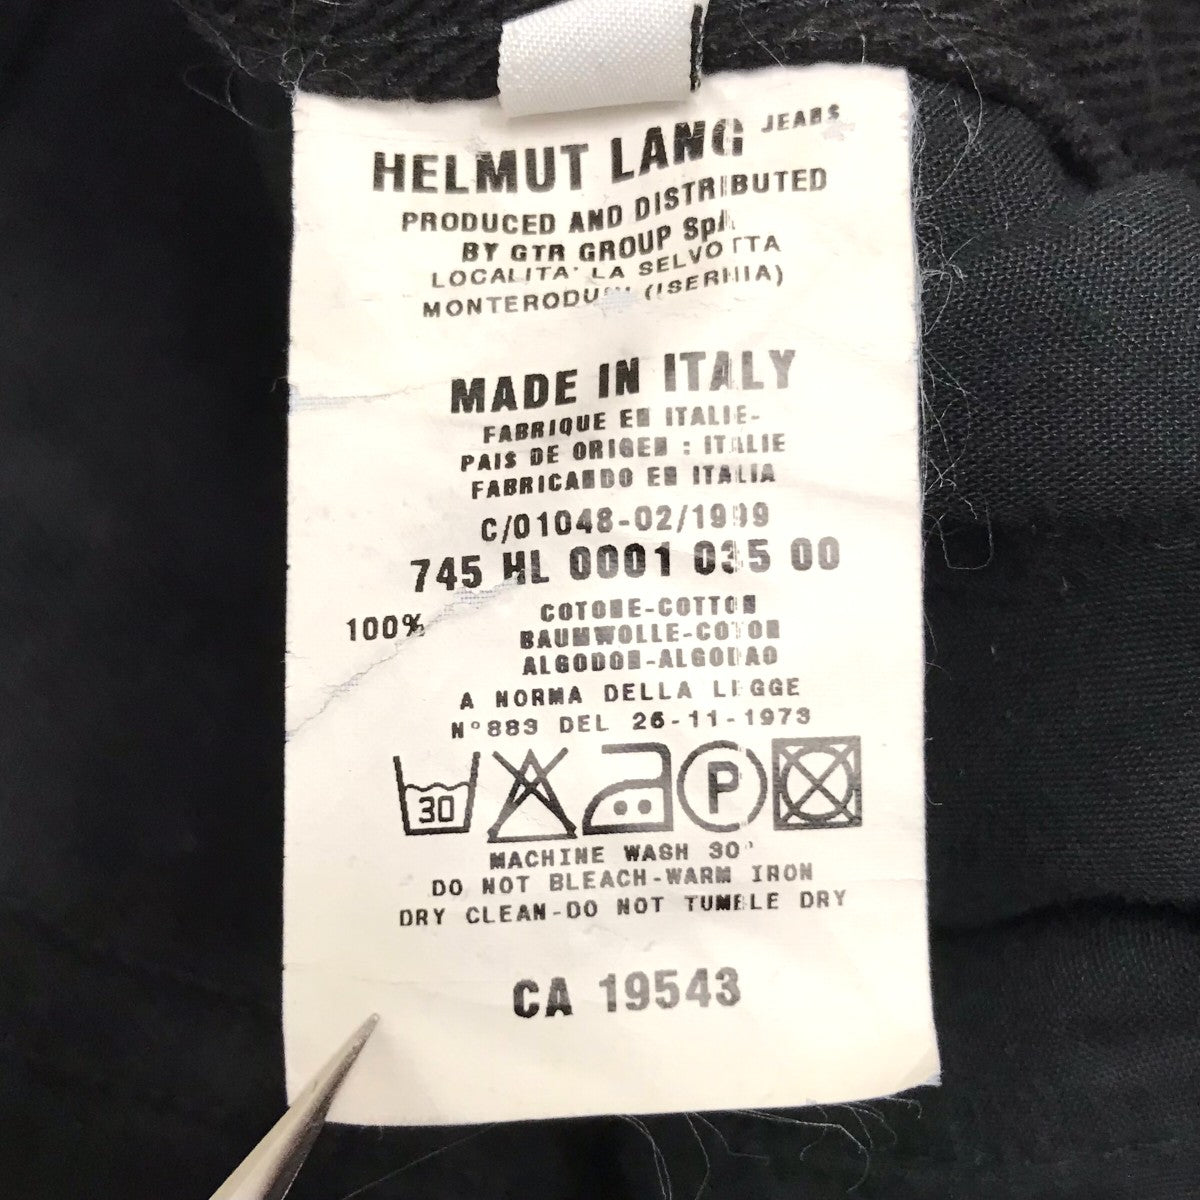 HELMUT LANG JEANS
PRODUCED AND DISTRIBUTED
BY GTR GROUP SpA
LOCALITA' LA SELVOTTA
(ISERNIA)
MADE IN ITALY
FABRIQUE EN ITALIE-
PAIS DE ORIGEN : ITALIE
FABRICANDO EN ITALIA
C/01048-02/1999
745 HL 0001 035 00
100%
COTONE-COTTON
BAUMWOLLE-COTON
ALGODON-ALGODAO
A NORMA DELLA LEGGE
N°883 DEL 26-11-1973
30
P
MACHINE WASH 30°
DO NOT BLEACH-WARM IRON
DRY CLEAN-DO NOT TUMBLE DRY
CA 19543